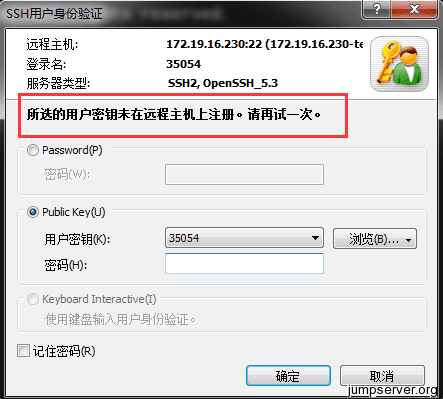 SSH用户身份验证
远程主机: 172.19.16.230:22 (172.19.16.230-te
登录名: 35054
服务器类型: SSH2, OpenSSH_5.3
所选的用户密钥未在远程主机上注册。请再试一次。
Password(P)
密码(W):
Public Key(U)
用户密钥(K): 35054 浏览(B)...
密码(H):
Keyboard Interactive(I)
使用键盘输入用户身份验证。
记住密码(R)
确定 取消
jumpserver.org